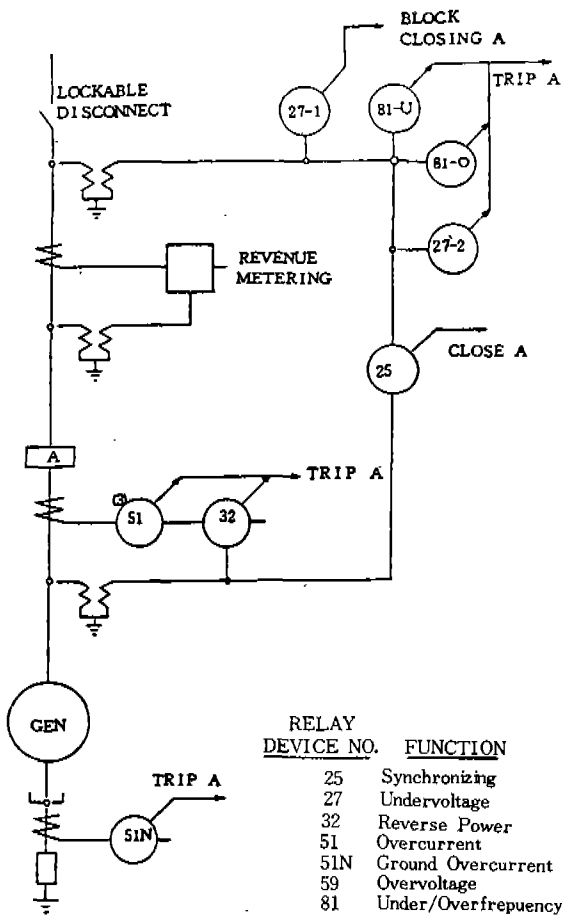 BLOCK
CLOSING A
LOCKABLE
DISCONNECT
27-1
81-U
TRIP A
81-O
27-2
REVENUE
METERING
25
CLOSE A
A
(3)
51
32
TRIP A
GEN
TRIP A
51N
RELAY
DEVICE NO. FUNCTION
25 Synchronizing
27 Undervoltage
32 Reverse Power
51 Overcurrent
51N Ground Overcurrent
59 Overvoltage
81 Under/Overfrepuency